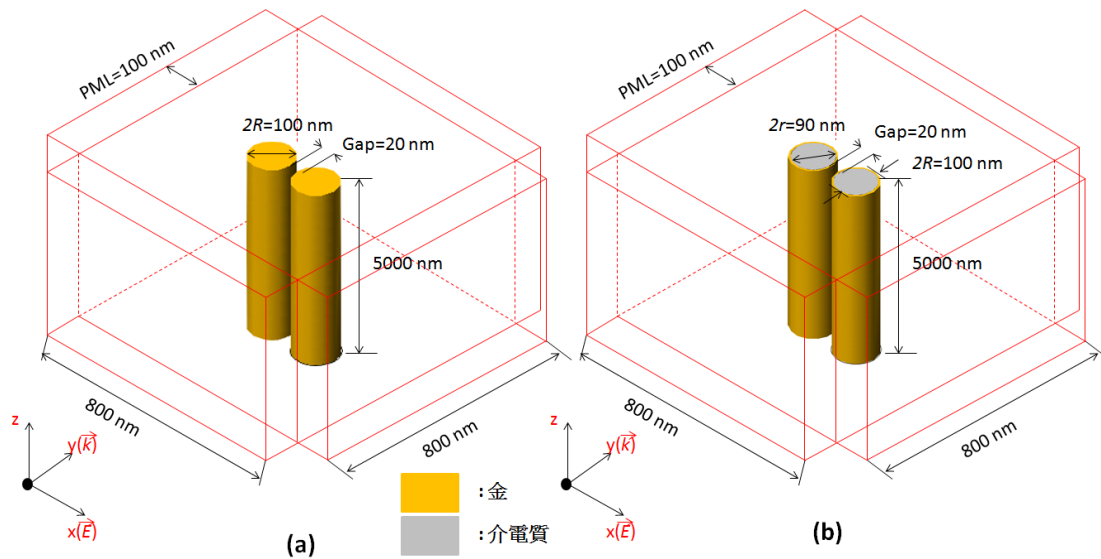 PML=100 nm
2R=100 nm
Gap=20 nm
5000 nm
800 nm
800 nm
z
y(k⃗)
x(E⃗)
(a)
PML=100 nm
2r=90 nm
Gap=20 nm
2R=100 nm
5000 nm
800 nm
800 nm
z
y(k⃗)
x(E⃗)
(b)
:金
:介電質